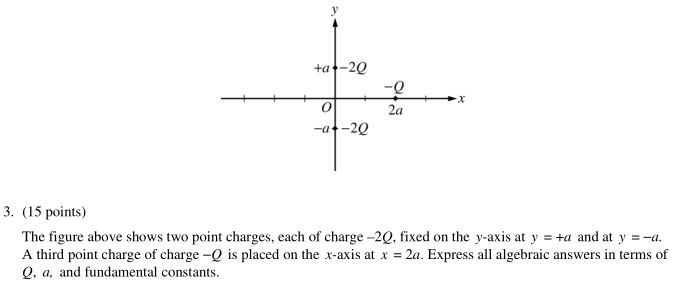 y
+a −2Q
−Q
x
O
2a
−a −2Q
3. (15 points)
The figure above shows two point charges, each of charge –2Q, fixed on the y-axis at y = +a and at y = −a.
A third point charge of charge −Q is placed on the x-axis at x = 2a. Express all algebraic answers in terms of
Q, a, and fundamental constants.